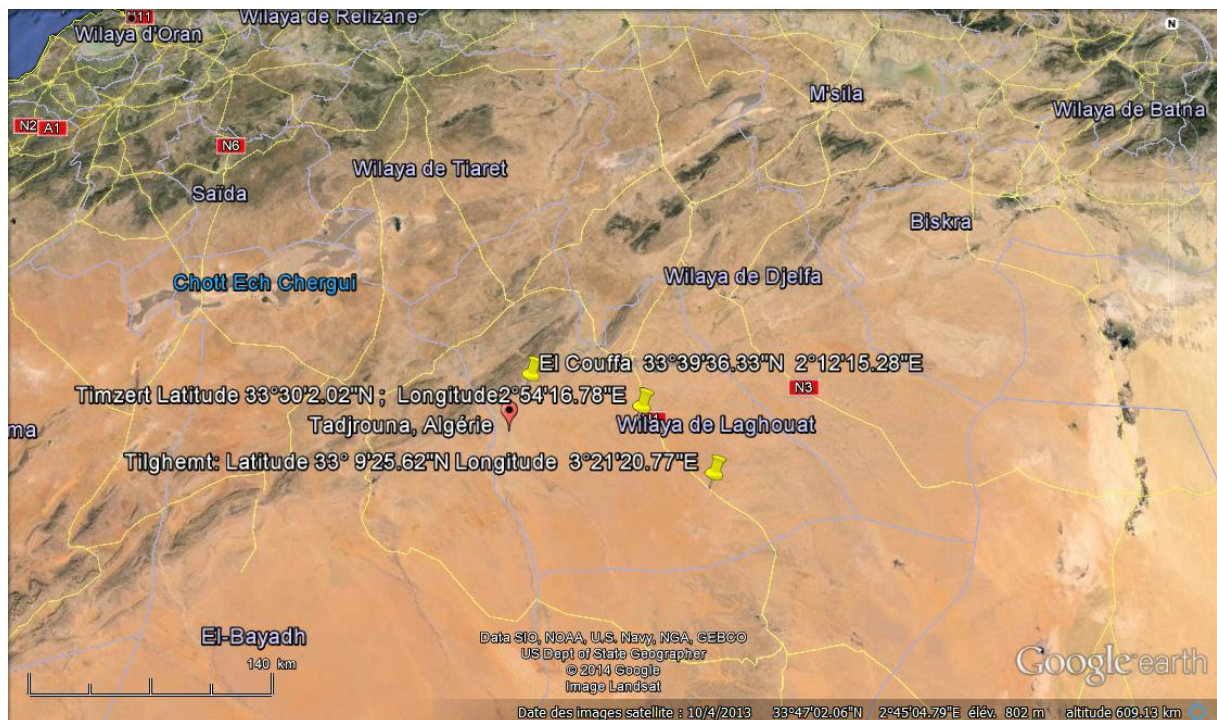 N11
Wilaya de Relizane
Wilaya d'Oran
M'sila
Wilaya de Batna
N2 A1
N6
Wilaya de Tiaret
Saïda
Biskra
Chott Ech Chergui
Wilaya de Djelfa
El Couffa 33°39'36.33"N 2°12'15.28"E
Timzert Latitude 33°30'2.02"N ; Longitude2°54'16.78"E
N3
ma
Tadjrouna, Algérie
Wilaya de Laghouat
Tilghemt: Latitude 33° 9'25.62"N Longitude 3°21'20.77"E
El-Bayadh
140 km
Data SIO, NOAA, U.S. Navy, NGA, GEBCO
US Dept of State Geographer
© 2014 Google
Image Landsat
Google earth
Date des images satellite : 10/4/2013 33°47'02.06"N 2°45'04.79"E élév. 802 m altitude 609.13 km
N